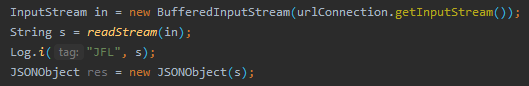 InputStream in = new BufferedInputStream(urlConnection.getInputStream());
String s = readStream(in);
Log.i( tag: "JFL", s);
JSONObject res = new JSONObject(s);